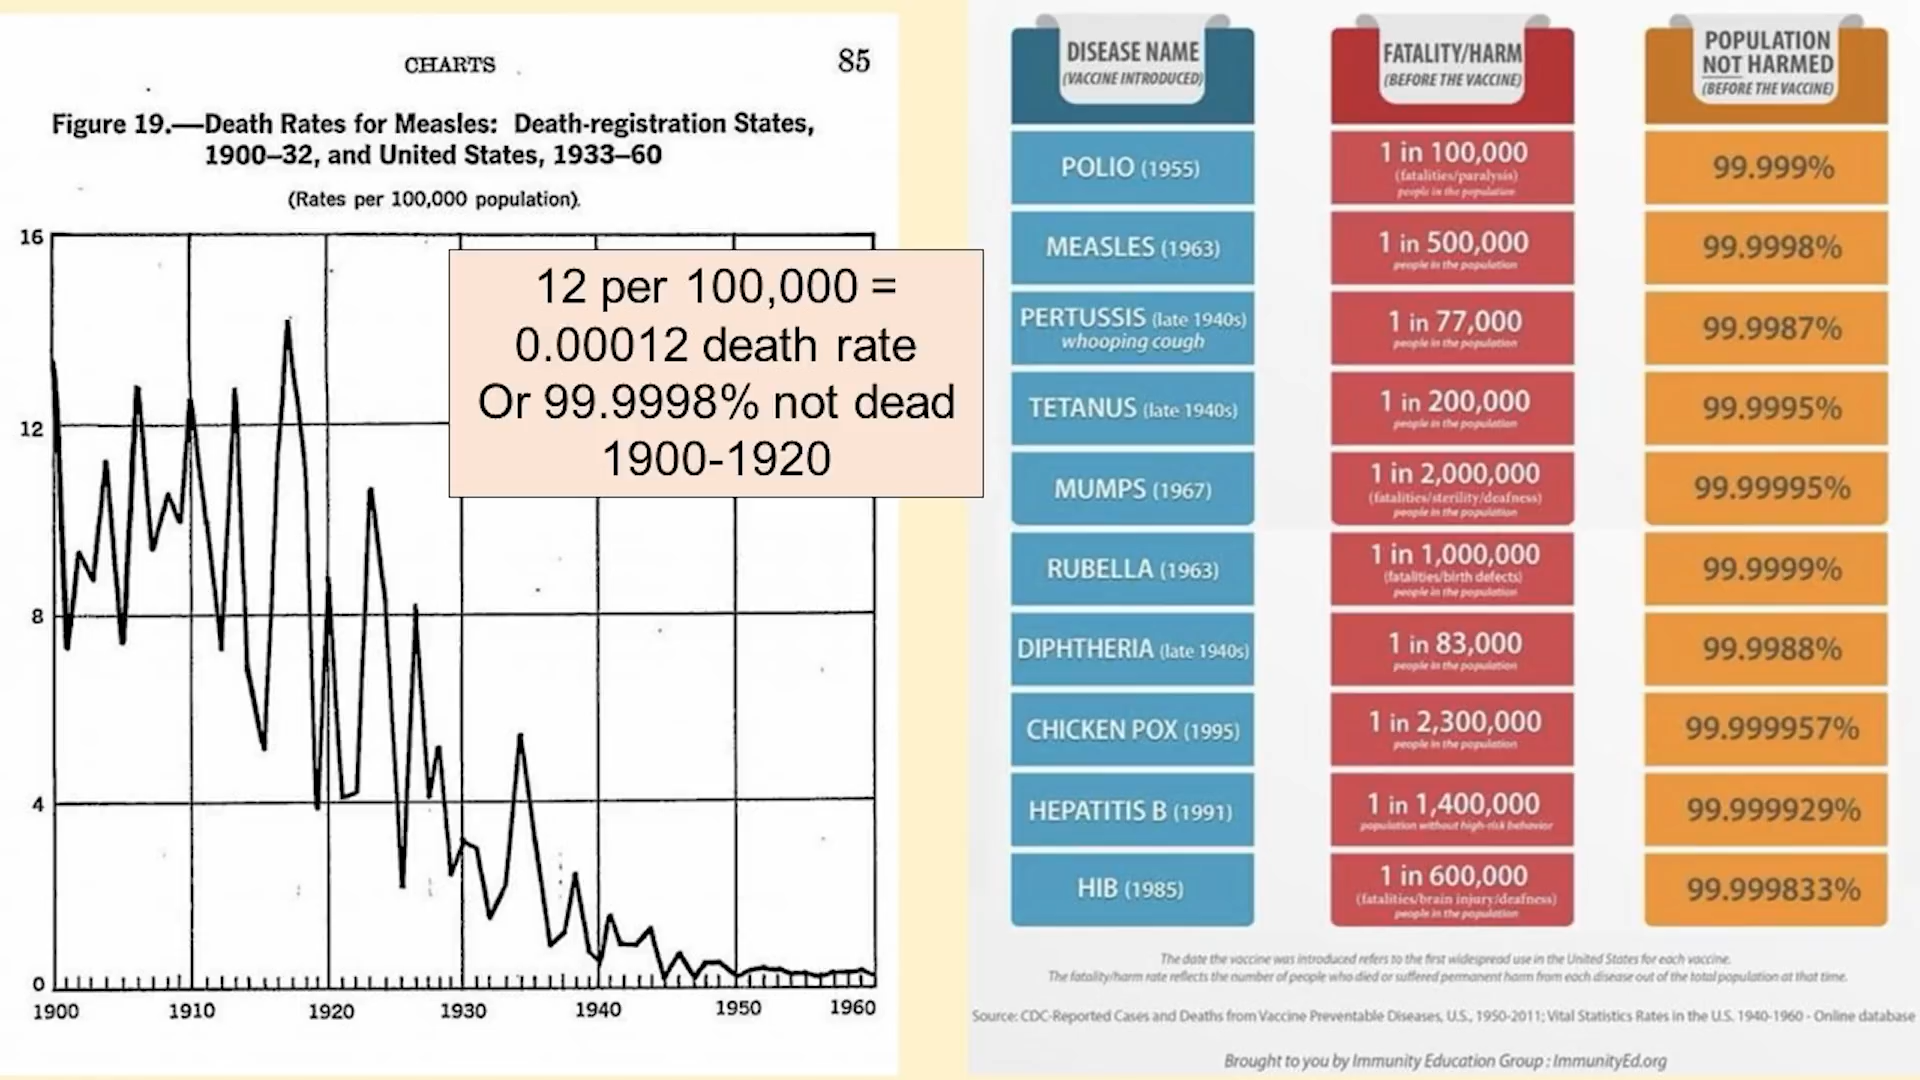 CHARTS
85
Figure 19.—Death Rates for Measles: Death-registration States,
1900–32, and United States, 1933–60
(Rates per 100,000 population).
16
12
8
4
0
1900
1910
1920
1930
1940
1950
1960
12 per 100,000 =
0.00012 death rate
Or 99.9998% not dead
1900-1920
DISEASE NAME
(VACCINE INTRODUCED)
FATALITY/HARM
(BEFORE THE VACCINE)
POPULATION
NOT HARMED
(BEFORE THE VACCINE)
POLIO (1955)
1 in 100,000
(fatalities/paralysis)
people in the population
99.999%
MEASLES (1963)
1 in 500,000
people in the population
99.9998%
PERTUSSIS (late 1940s)
whooping cough
1 in 77,000
people in the population
99.9987%
TETANUS (late 1940s)
1 in 200,000
people in the population
99.9995%
MUMPS (1967)
1 in 2,000,000
(fatalities/sterility/deafness)
people in the population
99.99995%
RUBELLA (1963)
1 in 1,000,000
(fatalities/birth defects)
people in the population
99.9999%
DIPHTHERIA (late 1940s)
1 in 83,000
people in the population
99.9988%
CHICKEN POX (1995)
1 in 2,300,000
people in the population
99.999957%
HEPATITIS B (1991)
1 in 1,400,000
population without high-risk behavior
99.999929%
HIB (1985)
1 in 600,000
(fatalities/brain injury/deafness)
people in the population
99.999833%
The date the vaccine was introduced refers to the first widespread use in the United States for each vaccine.
The fatality/harm rate reflects the number of people who died or suffered permanent harm from each disease out of the total population at that time.
Source: CDC-Reported Cases and Deaths from Vaccine Preventable Diseases, U.S., 1950-2011; Vital Statistics Rates in the U.S. 1940-1960 - Online database
Brought to you by Immunity Education Group : ImmunityEd.org